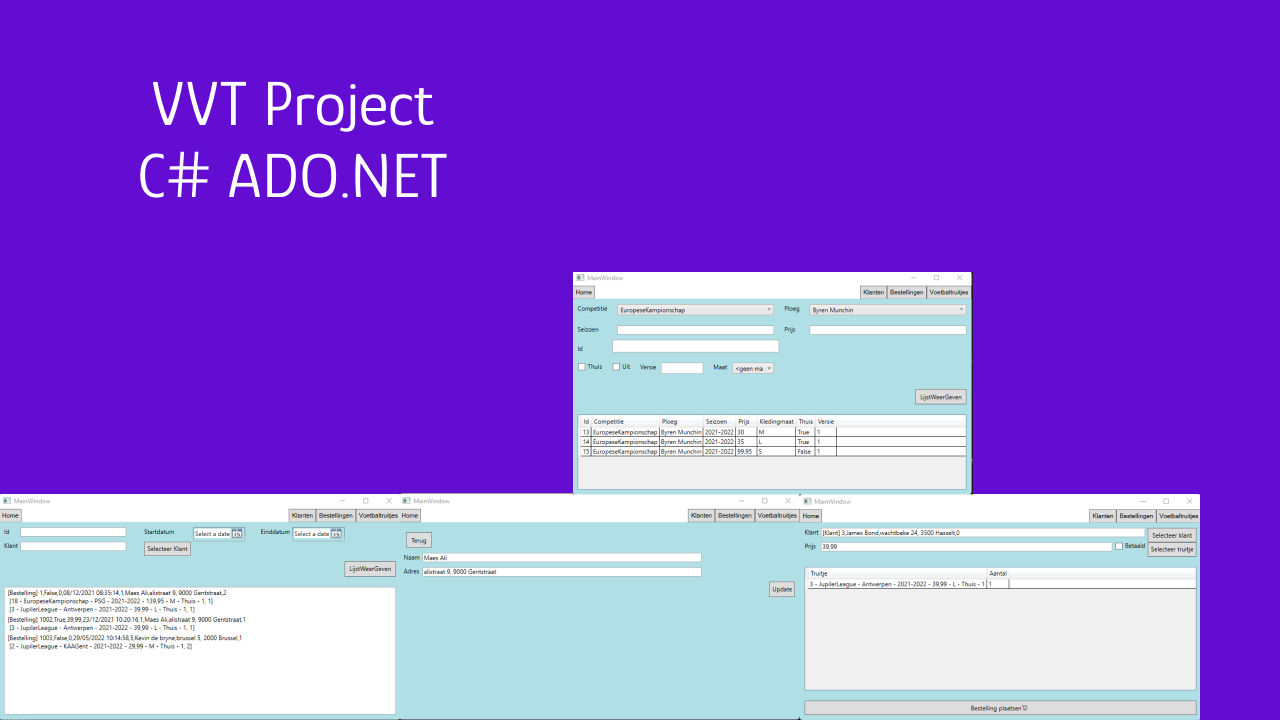 VVT Project
C# ADO.NET
MainWindow
Home
Klanten Bestellingen Voetbaltruitjes
Competitie EuropeseKampionschap Ploeg Byren Munchin
Seizoen Prijs
Id
Thuis Uit Versie Maat <geen ma
LijstWeerGeven
Id Competitie Ploeg Seizoen Prijs Kledingmaat Thuis Versie
13 EuropeseKampionschap Byren Munchin 2021-2022 30 M True 1
14 EuropeseKampionschap Byren Munchin 2021-2022 35 L True 1
15 EuropeseKampionschap Byren Munchin 2021-2022 99.95 S False 1
MainWindow
Home
Klanten Bestellingen Voetbaltruitjes
Id Startdatum Select a date 15 Einddatum Select a date 15
Klant Selecteer Klant
LijstWeerGeven
[Bestelling] 1,False,0,08/12/2021 08:35:14,1,Maes Ali,alistraat 9, 9000 Gentstraat,2
[18 - EuropeseKampionschap - PSG - 2021-2022 - 139,95 - M - Thuis - 1, 1]
[3 - JupilerLeague - Antwerpen - 2021-2022 - 39,99 - L - Thuis - 1, 1]
[Bestelling] 1002,True,39,99,23/12/2021 10:20:16,1,Maes Ali,alistraat 9, 9000 Gentstraat,1
[3 - JupilerLeague - Antwerpen - 2021-2022 - 39,99 - L - Thuis - 1, 1]
[Bestelling] 1003,False,0,29/05/2022 10:14:58,5,Kevin de bryne,brussel 5, 2000 Brussel,1
[2 - JupilerLeague - KAAGent - 2021-2022 - 29,99 - M - Thuis - 1, 2]
MainWindow
Home
Klanten Bestellingen Voetbaltruitjes
Terug
Naam Maes Ali
Adres alistraat 9, 9000 Gentstraat
Update
MainWindow
Home
Klanten Bestellingen Voetbaltruitjes
Klant [Klant] 3,James Bond,wachtbeke 24, 3500 Hasselt,0 Selecteer klant
Prijs 39,99 Betaald Selecteer truitje
Truitje Aantal
3 - JupilerLeague - Antwerpen - 2021-2022 - 39,99 - L - Thuis - 1 1
Bestelling plaatsen